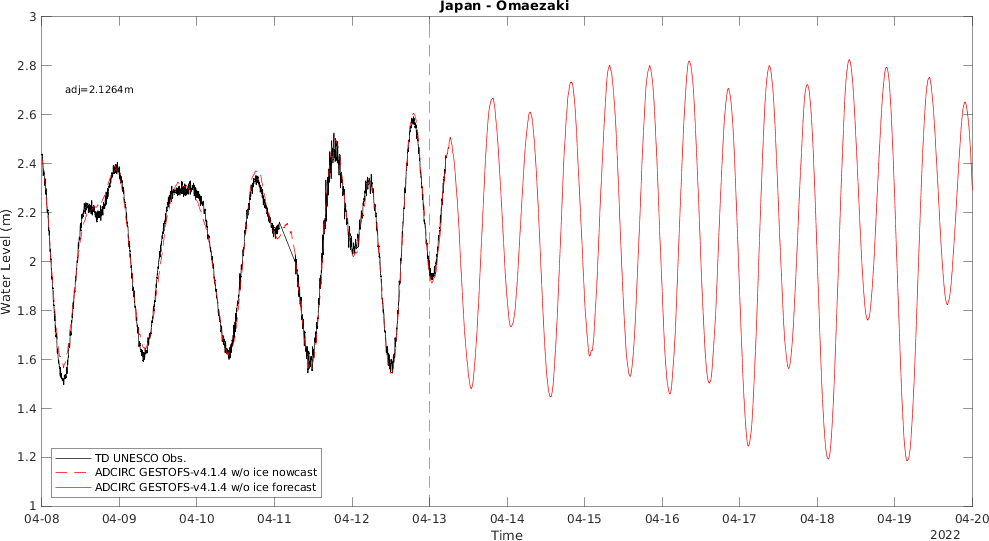 Japan - Omaezaki
3
2.8
adj=2.1264m
2.6
2.4
2.2
2
1.8
1.6
1.4
1.2
1
Water Level (m)
TD UNESCO Obs.
ADCIRC GESTOFS-v4.1.4 w/o ice nowcast
ADCIRC GESTOFS-v4.1.4 w/o ice forecast
04-08 04-09 04-10 04-11 04-12 04-13 04-14 04-15 04-16 04-17 04-18 04-19 04-20
Time
2022